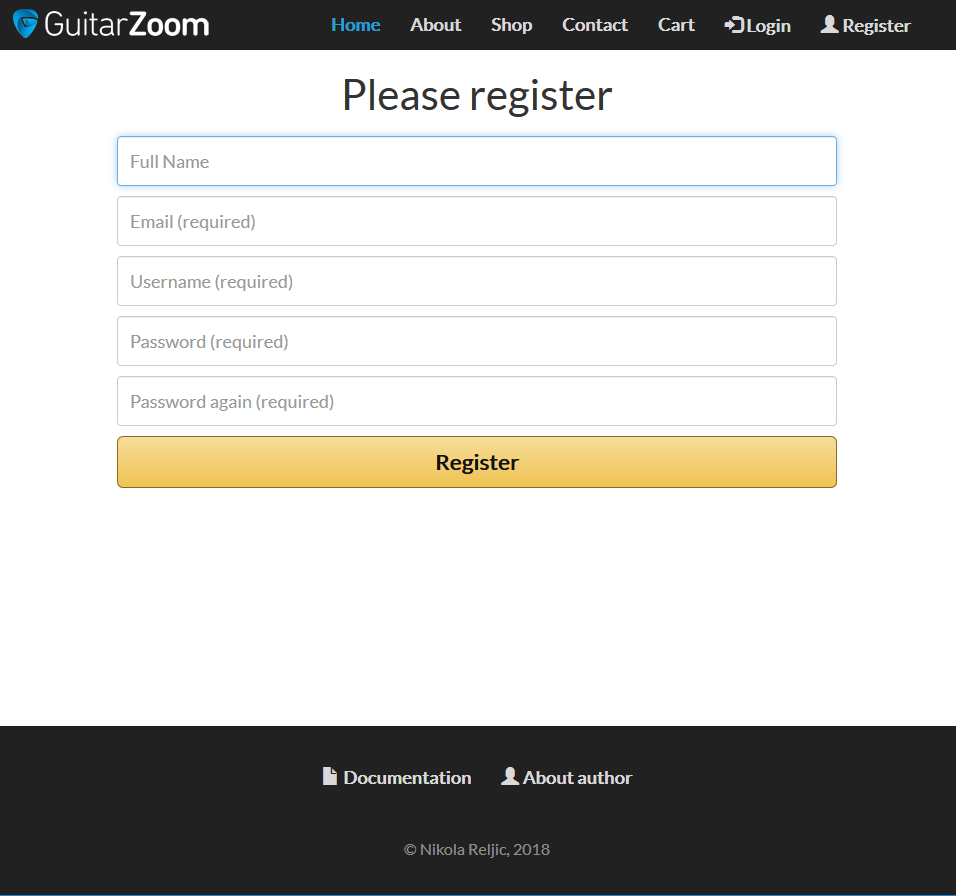 GuitarZoom Home About Shop Contact Cart Login Register
Please register
Full Name
Email (required)
Username (required)
Password (required)
Password again (required)
Register
Documentation About author
© Nikola Reljic, 2018